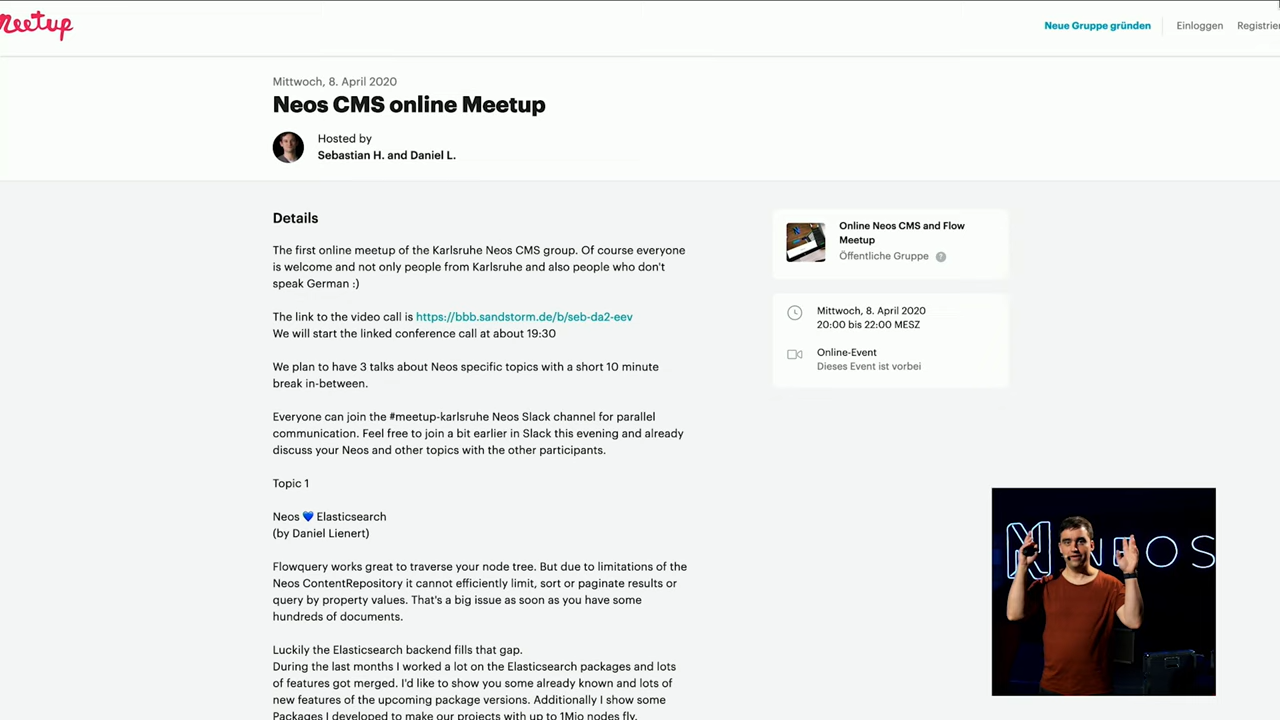 Meetup
Neue Gruppe gründen
Einloggen
Registrier
Mittwoch, 8. April 2020
Neos CMS online Meetup
Hosted by
Sebastian H. and Daniel L.
Details
The first online meetup of the Karlsruhe Neos CMS group. Of course everyone
is welcome and not only people from Karlsruhe and also people who don't
speak German :)
The link to the video call is https://bbb.sandstorm.de/b/seb-da2-eev
We will start the linked conference call at about 19:30
We plan to have 3 talks about Neos specific topics with a short 10 minute
break in-between.
Everyone can join the #meetup-karlsruhe Neos Slack channel for parallel
communication. Feel free to join a bit earlier in Slack this evening and already
discuss your Neos and other topics with the other participants.
Topic 1
Neos 💙 Elasticsearch
(by Daniel Lienert)
Flowquery works great to traverse your node tree. But due to limitations of the
Neos ContentRepository it cannot efficiently limit, sort or paginate results or
query by property values. That's a big issue as soon as you have some
hundreds of documents.
Luckily the Elasticsearch backend fills that gap.
During the last months I worked a lot on the Elasticsearch packages and lots
of features got merged. I'd like to show you some already known and lots of
new features of the upcoming package versions. Additionally I show some
Packages I developed to make our projects with up to 1Mio nodes fly.
Online Neos CMS and Flow
Meetup
Öffentliche Gruppe ?
Mittwoch, 8. April 2020
20:00 bis 22:00 MESZ
Online-Event
Dieses Event ist vorbei
NEOS